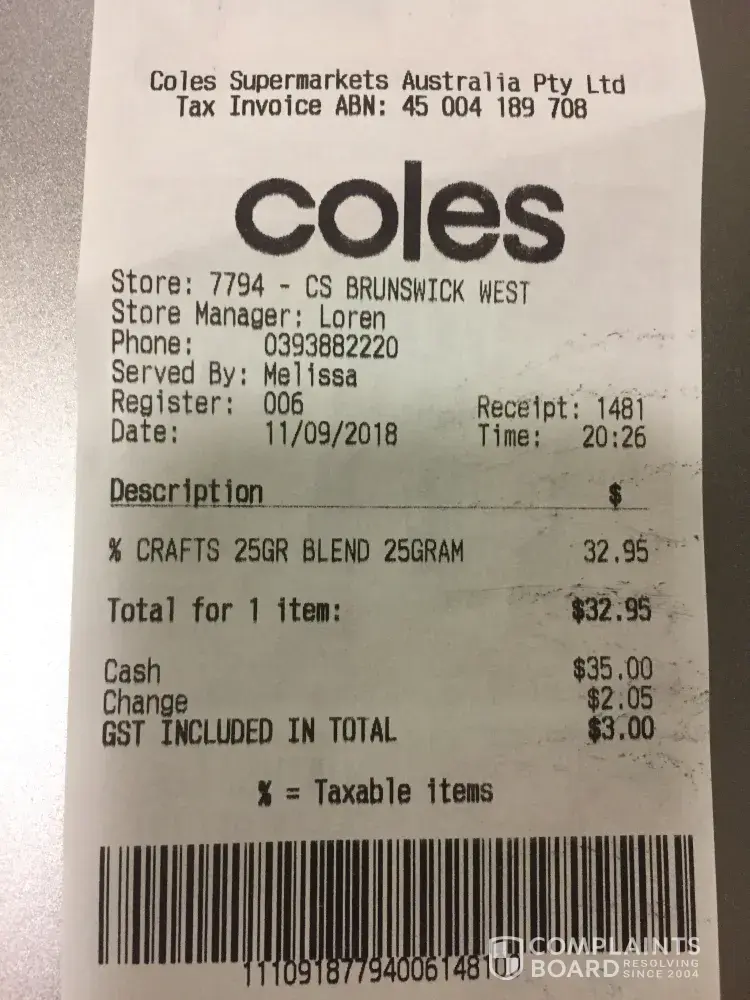 Coles Supermarkets Australia Pty Ltd
Tax Invoice ABN: 45 004 189 708
coles
Store: 7794 - CS BRUNSWICK WEST
Store Manager: Loren
Phone: 0393882220
Served By: Melissa
Register: 006 Receipt: 1481
Date: 11/09/2018 Time: 20:26
Description $
% CRAFTS 25GR BLEND 25GRAM 32.95
Total for 1 item: $32.95
Cash $35.00
Change $2.05
GST INCLUDED IN TOTAL $3.00
% = Taxable items
COMPLAINTS
BOARD RESOLVING SINCE 2004